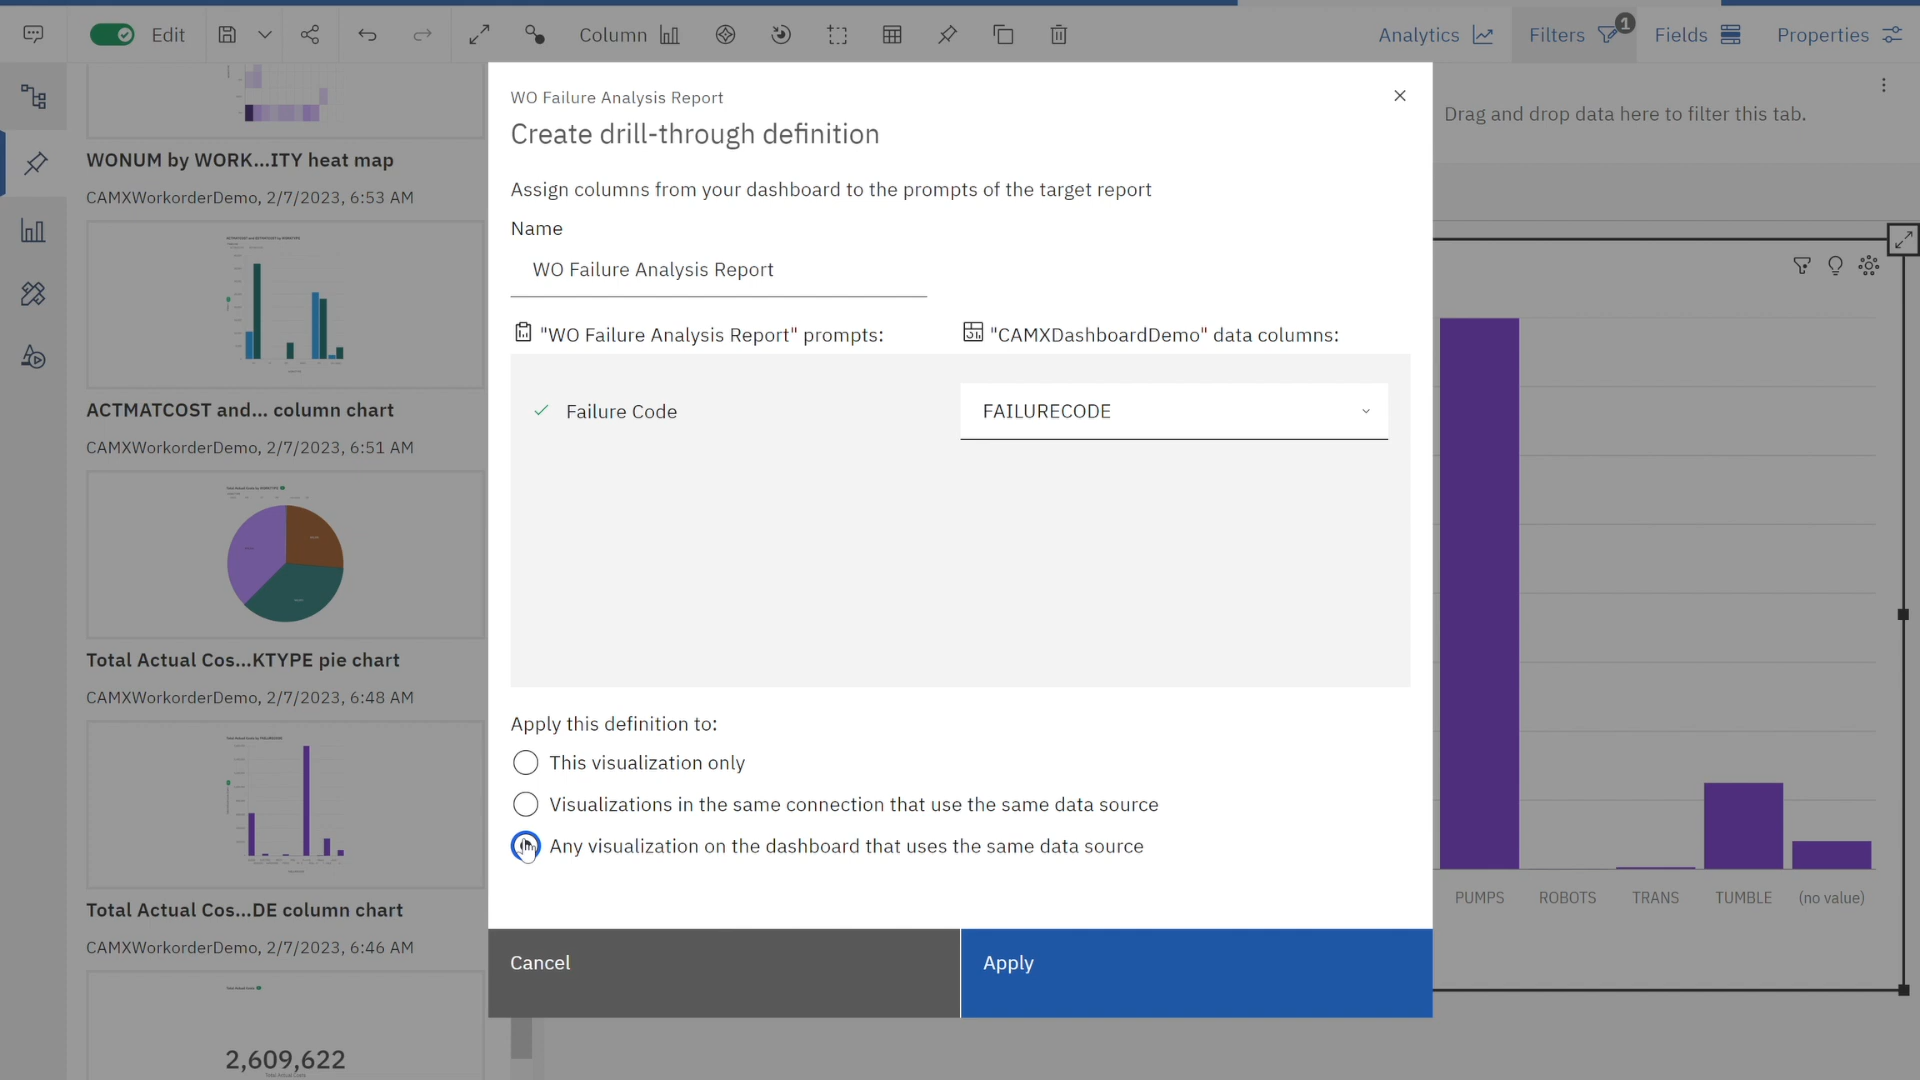 Edit
Column
Analytics
Filters
1
Fields
Properties
WONUM by WORK...ITY heat map
CAMXWorkorderDemo, 2/7/2023, 6:53 AM
ACTMATCOST and... column chart
CAMXWorkorderDemo, 2/7/2023, 6:51 AM
Total Actual Cos...KTYPE pie chart
CAMXWorkorderDemo, 2/7/2023, 6:48 AM
Total Actual Cos...DE column chart
CAMXWorkorderDemo, 2/7/2023, 6:46 AM
2,609,622
Total Actual Costs
WO Failure Analysis Report
Create drill-through definition
Assign columns from your dashboard to the prompts of the target report
Name
WO Failure Analysis Report
"WO Failure Analysis Report" prompts:
"CAMXDashboardDemo" data columns:
Failure Code
FAILURECODE
Apply this definition to:
This visualization only
Visualizations in the same connection that use the same data source
Any visualization on the dashboard that uses the same data source
Cancel
Apply
Drag and drop data here to filter this tab.
PUMPS
ROBOTS
TRANS
TUMBLE
(no value)